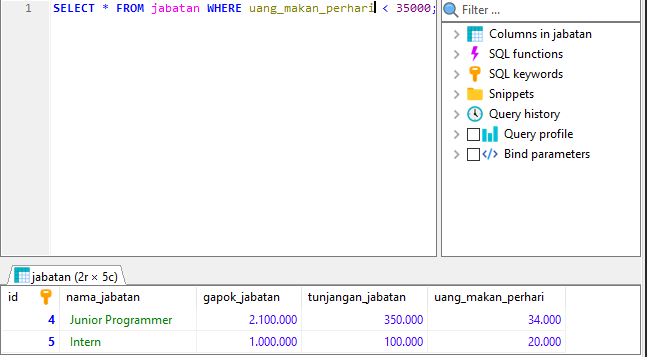 1 SELECT * FROM jabatan WHERE uang_makan_perhari < 35000;
Filter ...
Columns in jabatan
SQL functions
SQL keywords
Snippets
Query history
Query profile
Bind parameters
jabatan (2r × 5c)
id nama_jabatan gapok_jabatan tunjangan_jabatan uang_makan_perhari
4 Junior Programmer 2.100.000 350.000 34.000
5 Intern 1.000.000 100.000 20.000